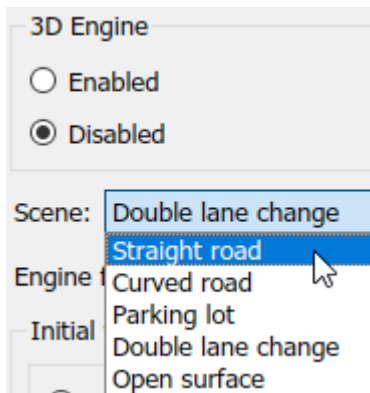 3D Engine
Enabled
Disabled
Scene: Double lane change
Straight road
Engine
Curved road
Parking lot
Initial
Double lane change
Open surface